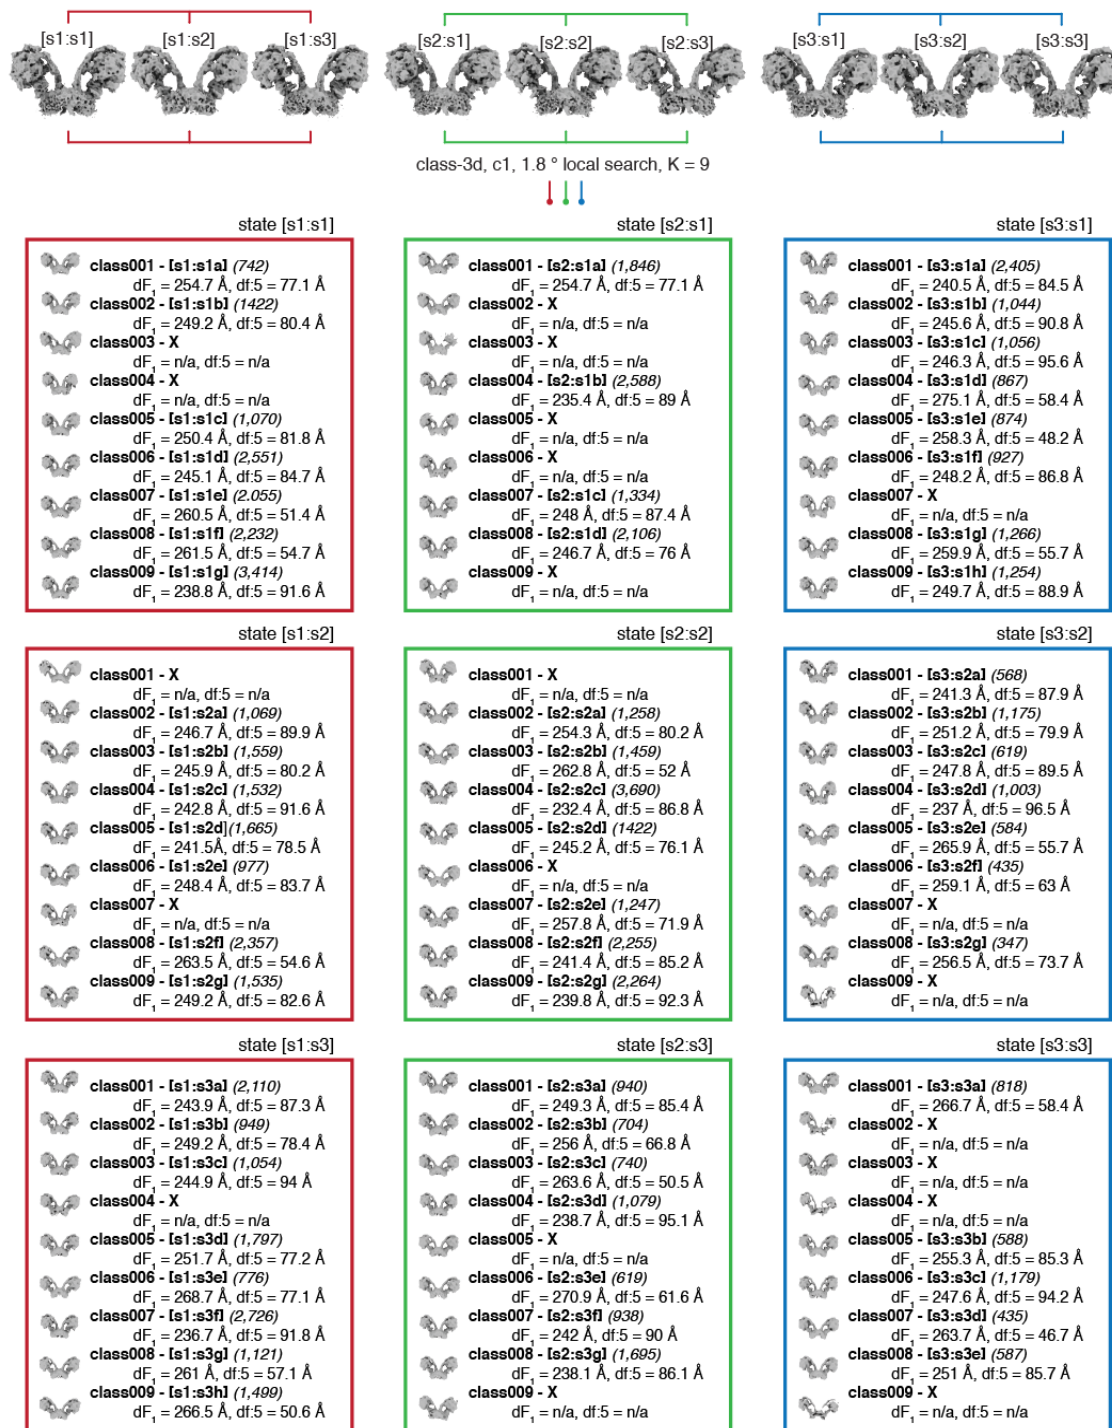 [s1:s1] [s1:s2] [s1:s3] [s2:s1] [s2:s2] [s2:s3] [s3:s1] [s3:s2] [s3:s3]
class-3d, c1, 1.8 ° local search, K = 9
state [s1:s1]
class001 - [s1:s1a] (742)
dF1 = 254.7 Å, df:5 = 77.1 Å
class002 - [s1:s1b] (1422)
dF1 = 249.2 Å, df:5 = 80.4 Å
class003 - X
dF1 = n/a, df:5 = n/a
class004 - X
dF1 = n/a, df:5 = n/a
class005 - [s1:s1c] (1,070)
dF1 = 250.4 Å, df:5 = 81.8 Å
class006 - [s1:s1d] (2,551)
dF1 = 245.1 Å, df:5 = 84.7 Å
class007 - [s1:s1e] (2.055)
dF1 = 260.5 Å, df:5 = 51.4 Å
class008 - [s1:s1f] (2,232)
dF1 = 261.5 Å, df:5 = 54.7 Å
class009 - [s1:s1g] (3,414)
dF1 = 238.8 Å, df:5 = 91.6 Å
state [s2:s1]
class001 - [s2:s1a] (1,846)
dF1 = 254.7 Å, df:5 = 77.1 Å
class002 - X
dF1 = n/a, df:5 = n/a
class003 - X
dF1 = n/a, df:5 = n/a
class004 - [s2:s1b] (2,588)
dF1 = 235.4 Å, df:5 = 89 Å
class005 - X
dF1 = n/a, df:5 = n/a
class006 - X
dF1 = n/a, df:5 = n/a
class007 - [s2:s1c] (1,334)
dF1 = 248 Å, df:5 = 87.4 Å
class008 - [s2:s1d] (2,106)
dF1 = 246.7 Å, df:5 = 76 Å
class009 - X
dF1 = n/a, df:5 = n/a
state [s3:s1]
class001 - [s3:s1a] (2,405)
dF1 = 240.5 Å, df:5 = 84.5 Å
class002 - [s3:s1b] (1,044)
dF1 = 245.6 Å, df:5 = 90.8 Å
class003 - [s3:s1c] (1,056)
dF1 = 246.3 Å, df:5 = 95.6 Å
class004 - [s3:s1d] (867)
dF1 = 275.1 Å, df:5 = 58.4 Å
class005 - [s3:s1e] (874)
dF1 = 258.3 Å, df:5 = 48.2 Å
class006 - [s3:s1f] (927)
dF1 = 248.2 Å, df:5 = 86.8 Å
class007 - X
dF1 = n/a, df:5 = n/a
class008 - [s3:s1g] (1,266)
dF1 = 259.9 Å, df:5 = 55.7 Å
class009 - [s3:s1h] (1,254)
dF1 = 249.7 Å, df:5 = 88.9 Å
state [s1:s2]
class001 - X
dF1 = n/a, df:5 = n/a
class002 - [s1:s2a] (1,069)
dF1 = 246.7 Å, df:5 = 89.9 Å
class003 - [s1:s2b] (1,559)
dF1 = 245.9 Å, df:5 = 80.2 Å
class004 - [s1:s2c] (1,532)
dF1 = 242.8 Å, df:5 = 91.6 Å
class005 - [s1:s2d](1,665)
dF1 = 241.5Å, df:5 = 78.5 Å
class006 - [s1:s2e] (977)
dF1 = 248.4 Å, df:5 = 83.7 Å
class007 - X
dF1 = n/a, df:5 = n/a
class008 - [s1:s2f] (2,357)
dF1 = 263.5 Å, df:5 = 54.6 Å
class009 - [s1:s2g] (1,535)
dF1 = 249.2 Å, df:5 = 82.6 Å
state [s2:s2]
class001 - X
dF1 = n/a, df:5 = n/a
class002 - [s2:s2a] (1,258)
dF1 = 254.3 Å, df:5 = 80.2 Å
class003 - [s2:s2b] (1,459)
dF1 = 262.8 Å, df:5 = 52 Å
class004 - [s2:s2c] (3,690)
dF1 = 232.4 Å, df:5 = 86.8 Å
class005 - [s2:s2d] (1422)
dF1 = 245.2 Å, df:5 = 76.1 Å
class006 - X
dF1 = n/a, df:5 = n/a
class007 - [s2:s2e] (1,247)
dF1 = 257.8 Å, df:5 = 71.9 Å
class008 - [s2:s2f] (2,255)
dF1 = 241.4 Å, df:5 = 85.2 Å
class009 - [s2:s2g] (2,264)
dF1 = 239.8 Å, df:5 = 92.3 Å
state [s3:s2]
class001 - [s3:s2a] (568)
dF1 = 241.3 Å, df:5 = 87.9 Å
class002 - [s3:s2b] (1,175)
dF1 = 251.2 Å, df:5 = 79.9 Å
class003 - [s3:s2c] (619)
dF1 = 247.8 Å, df:5 = 89.5 Å
class004 - [s3:s2d] (1,003)
dF1 = 237 Å, df:5 = 96.5 Å
class005 - [s3:s2e] (584)
dF1 = 265.9 Å, df:5 = 55.7 Å
class006 - [s3:s2f] (435)
dF1 = 259.1 Å, df:5 = 63 Å
class007 - X
dF1 = n/a, df:5 = n/a
class008 - [s3:s2g] (347)
dF1 = 256.5 Å, df:5 = 73.7 Å
class009 - X
dF1 = n/a, df:5 = n/a
state [s1:s3]
class001 - [s1:s3a] (2,110)
dF1 = 243.9 Å, df:5 = 87.3 Å
class002 - [s1:s3b] (949)
dF1 = 249.2 Å, df:5 = 78.4 Å
class003 - [s1:s3c] (1,054)
dF1 = 244.9 Å, df:5 = 94 Å
class004 - X
dF1 = n/a, df:5 = n/a
class005 - [s1:s3d] (1,797)
dF1 = 251.7 Å, df:5 = 77.2 Å
class006 - [s1:s3e] (776)
dF1 = 268.7 Å, df:5 = 77.1 Å
class007 - [s1:s3f] (2,726)
dF1 = 236.7 Å, df:5 = 91.8 Å
class008 - [s1:s3g] (1,121)
dF1 = 261 Å, df:5 = 57.1 Å
class009 - [s1:s3h] (1,499)
dF1 = 266.5 Å, df:5 = 50.6 Å
state [s2:s3]
class001 - [s2:s3a] (940)
dF1 = 249.3 Å, df:5 = 85.4 Å
class002 - [s2:s3b] (704)
dF1 = 256 Å, df:5 = 66.8 Å
class003 - [s2:s3c] (740)
dF1 = 263.6 Å, df:5 = 50.5 Å
class004 - [s2:s3d] (1,079)
dF1 = 238.7 Å, df:5 = 95.1 Å
class005 - X
dF1 = n/a, df:5 = n/a
class006 - [s2:s3e] (619)
dF1 = 270.9 Å, df:5 = 61.6 Å
class007 - [s2:s3f] (938)
dF1 = 242 Å, df:5 = 90 Å
class008 - [s2:s3g] (1,695)
dF1 = 238.1 Å, df:5 = 86.1 Å
class009 - X
dF1 = n/a, df:5 = n/a
state [s3:s3]
class001 - [s3:s3a] (818)
dF1 = 266.7 Å, df:5 = 58.4 Å
class002 - X
dF1 = n/a, df:5 = n/a
class003 - X
dF1 = n/a, df:5 = n/a
class004 - X
dF1 = n/a, df:5 = n/a
class005 - [s3:s3b] (588)
dF1 = 255.3 Å, df:5 = 85.3 Å
class006 - [s3:s3c] (1,179)
dF1 = 247.6 Å, df:5 = 94.2 Å
class007 - [s3:s3d] (435)
dF1 = 263.7 Å, df:5 = 46.7 Å
class008 - [s3:s3e] (587)
dF1 = 251 Å, df:5 = 85.7 Å
class009 - X
dF1 = n/a, df:5 = n/a